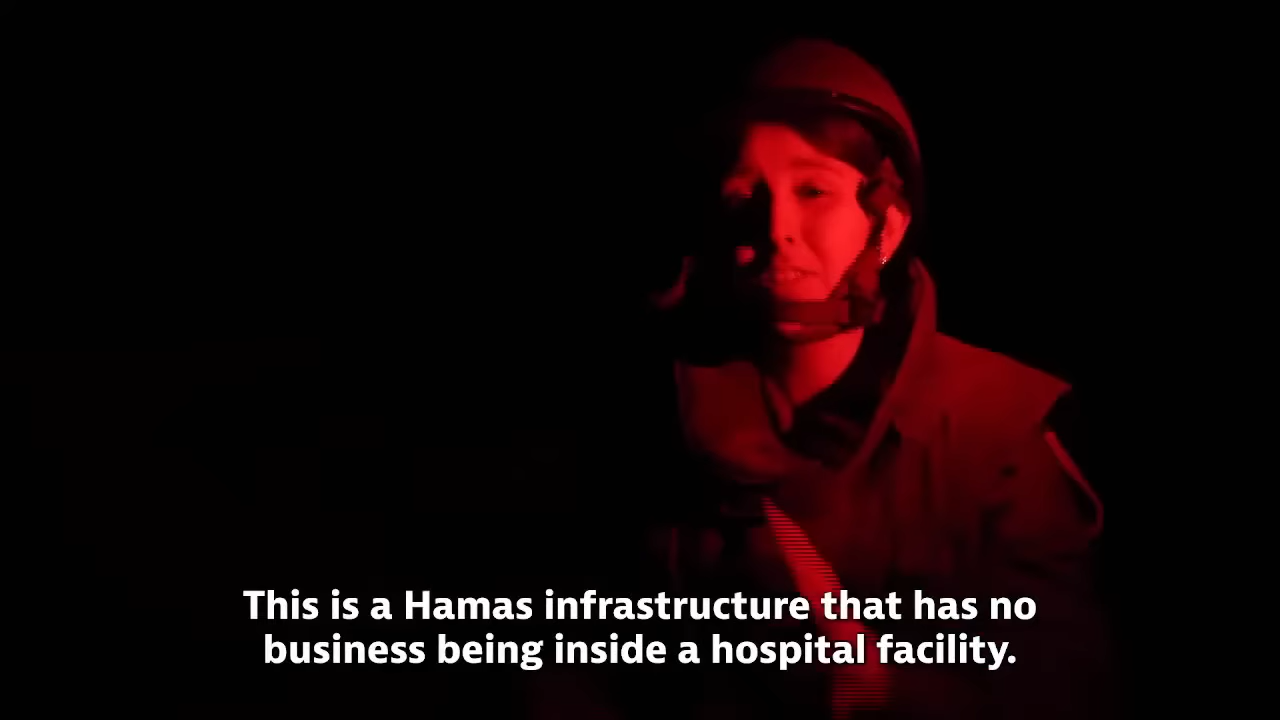 This is a Hamas infrastructure that has no
business being inside a hospital facility.